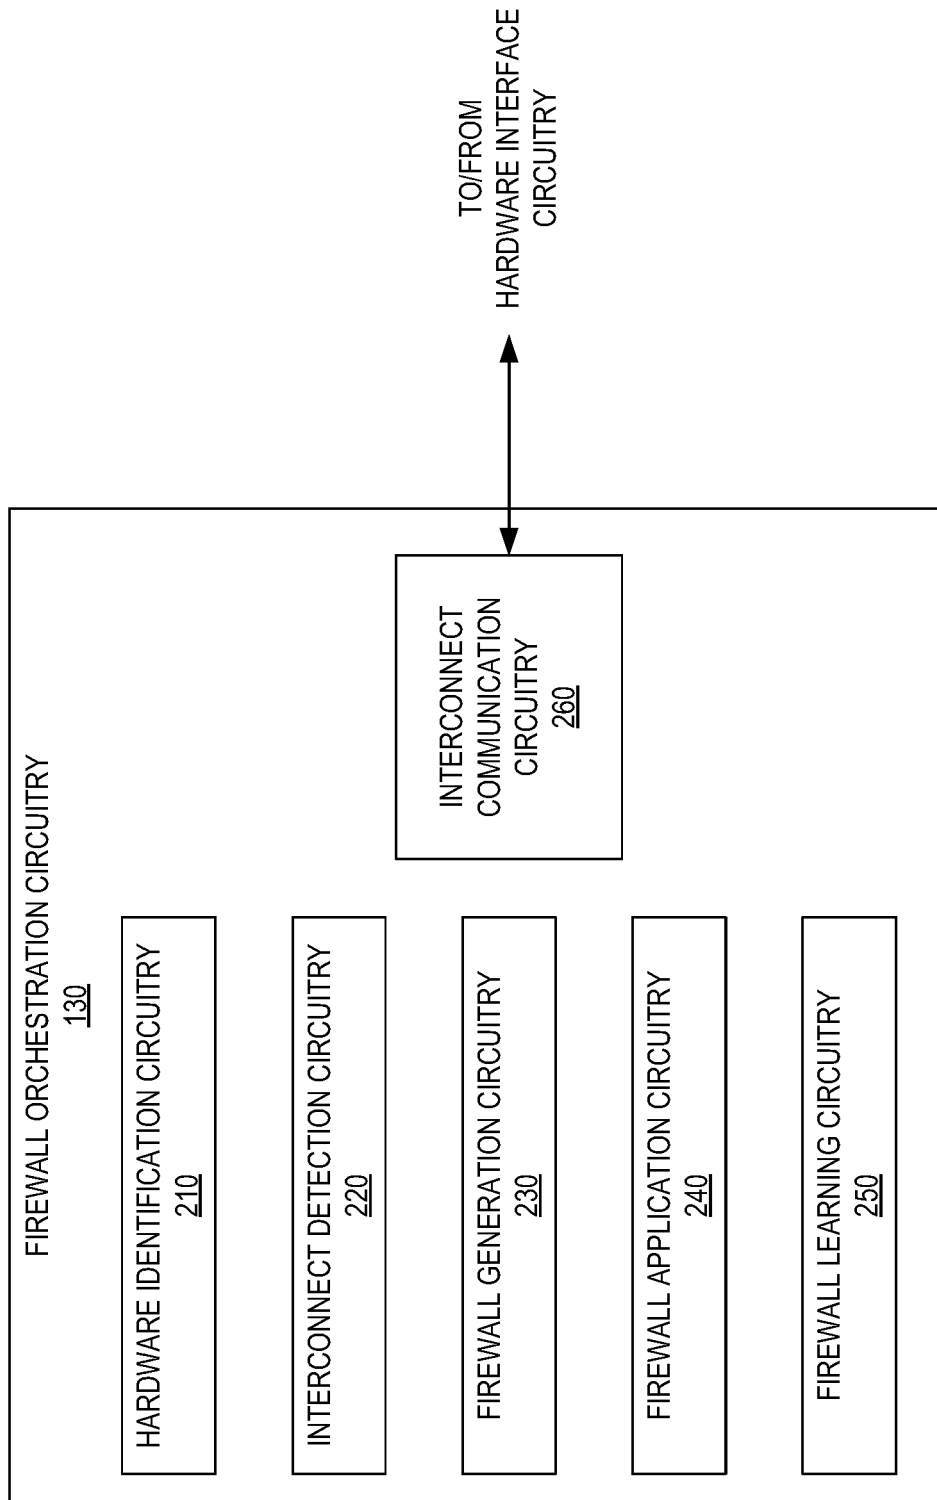 FIREWALL ORCHESTRATION CIRCUITRY
130
HARDWARE IDENTIFICATION CIRCUITRY
210
INTERCONNECT DETECTION CIRCUITRY
220
FIREWALL GENERATION CIRCUITRY
230
FIREWALL APPLICATION CIRCUITRY
240
FIREWALL LEARNING CIRCUITRY
250
INTERCONNECT
COMMUNICATION
CIRCUITRY
260
TO/FROM
HARDWARE INTERFACE
CIRCUITRY